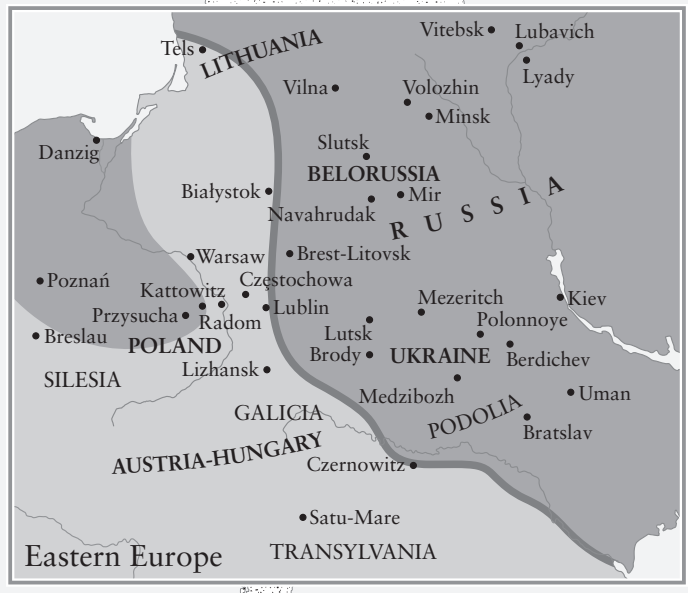 Vitebsk
Lubavich
Tels
LITHUANIA
Lyady
Vilna
Volozhin
Minsk
Slutsk
Danzig
BELORUSSIA
Białystok
Mir
Navahrudak
RUSSIA
Warsaw
Brest-Litovsk
Poznań
Częstochowa
Kattowitz
Mezeritch
Kiev
Przysucha
Radom
Lublin
Polonnoye
Lutsk
Breslau
POLAND
Brody
UKRAINE
Berdichev
Lizhansk
SILESIA
Medzibozh
Uman
GALICIA
PODOLIA
Bratslav
AUSTRIA-HUNGARY
Czernowitz
Satu-Mare
Eastern Europe
TRANSYLVANIA